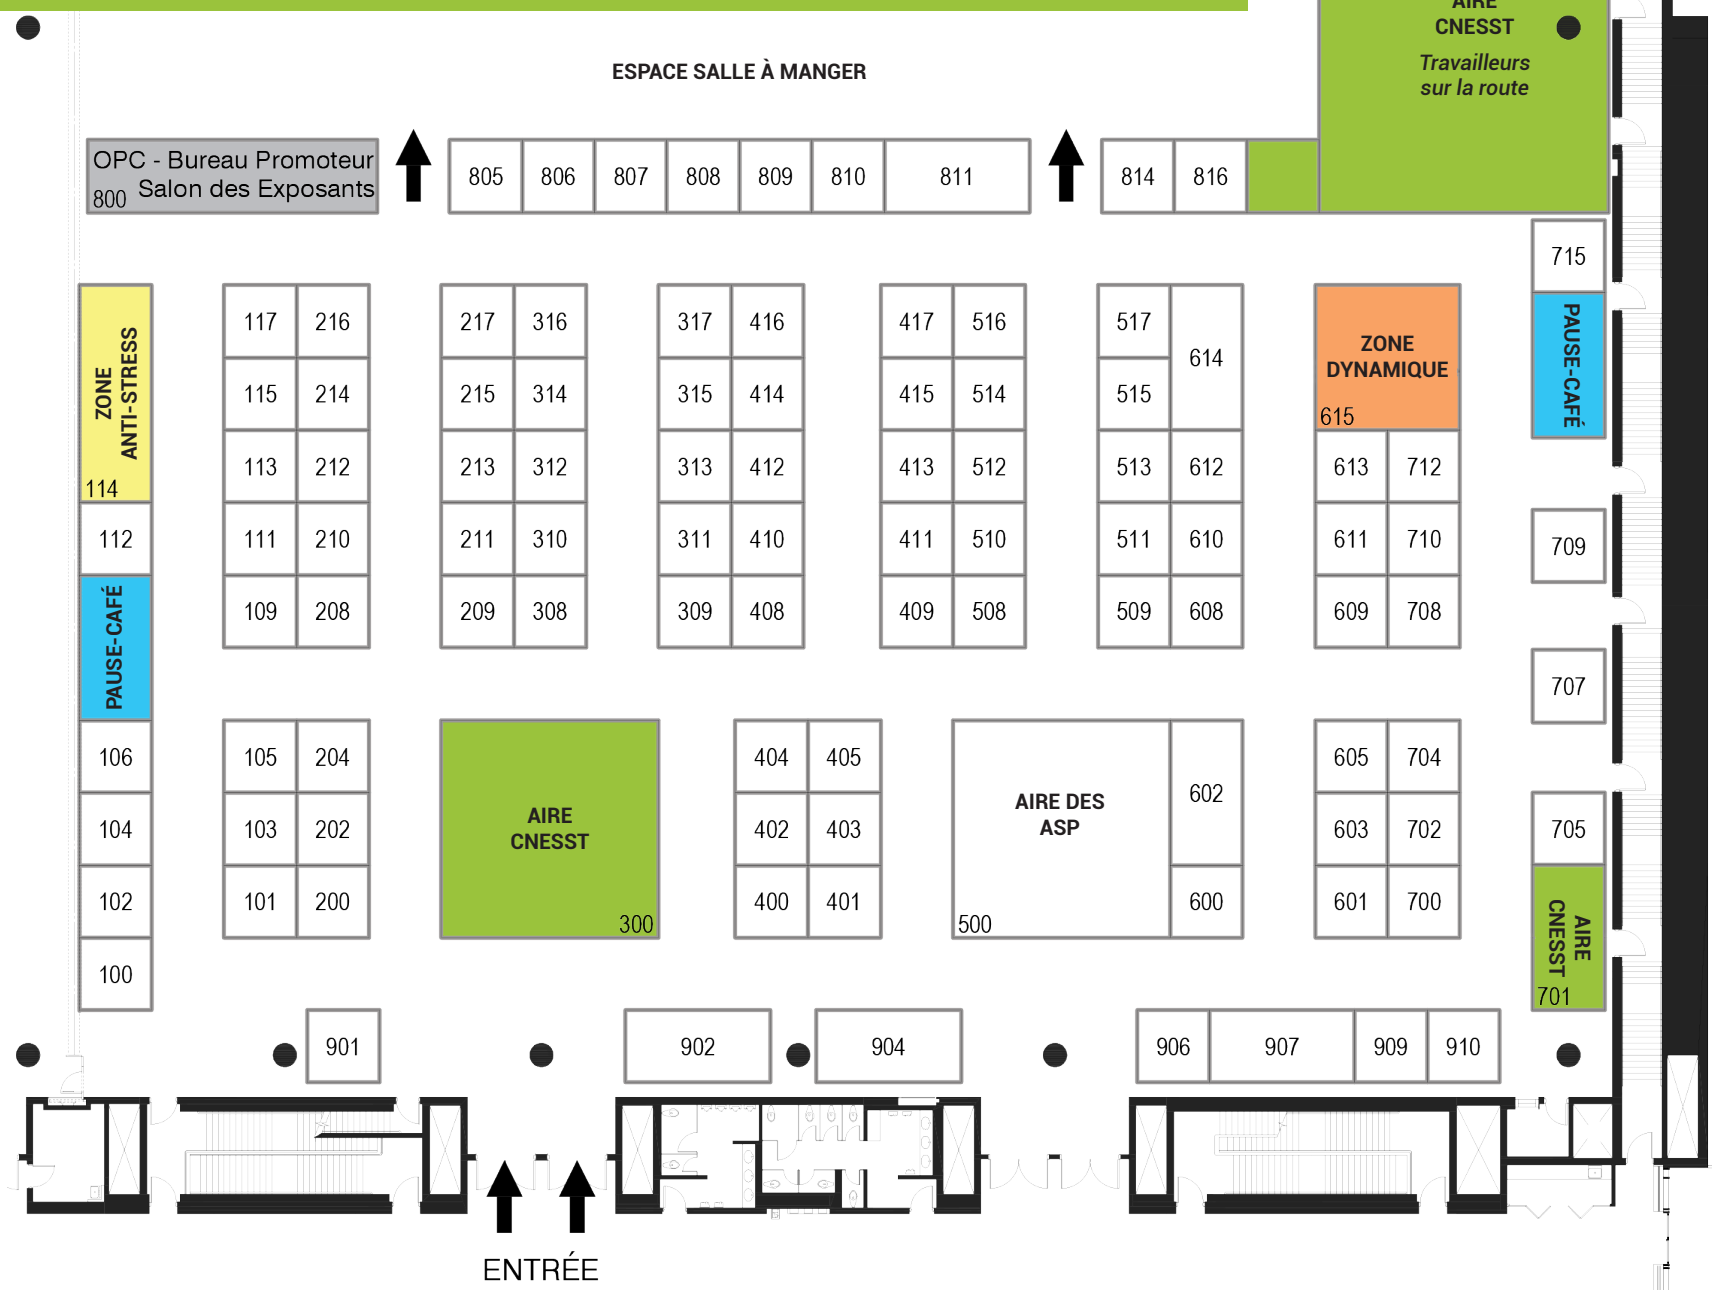 AIRE
CNESST
Travailleurs
sur la route
ESPACE SALLE À MANGER
OPC - Bureau Promoteur
800 Salon des Exposants
805 806 807 808 809 810 811
814 816
715
PAUSE-CAFÉ
709
707
705
AIRE
CNESST
701
ZONE
ANTI-STRESS
114
112
PAUSE-CAFÉ
106
104
102
100
117 216
115 214
113 212
111 210
109 208
217 316
215 314
213 312
211 310
209 308
317 416
315 414
313 412
311 410
309 408
417 516
415 514
413 512
411 510
409 508
517 614
515
513 612
511 610
509 608
ZONE
DYNAMIQUE
615
613 712
611 710
609 708
105 204
103 202
101 200
AIRE
CNESST
300
404 405
402 403
400 401
AIRE DES
ASP
500
602
600
605 704
603 702
601 700
901
902
904
906 907 909 910
ENTRÉE